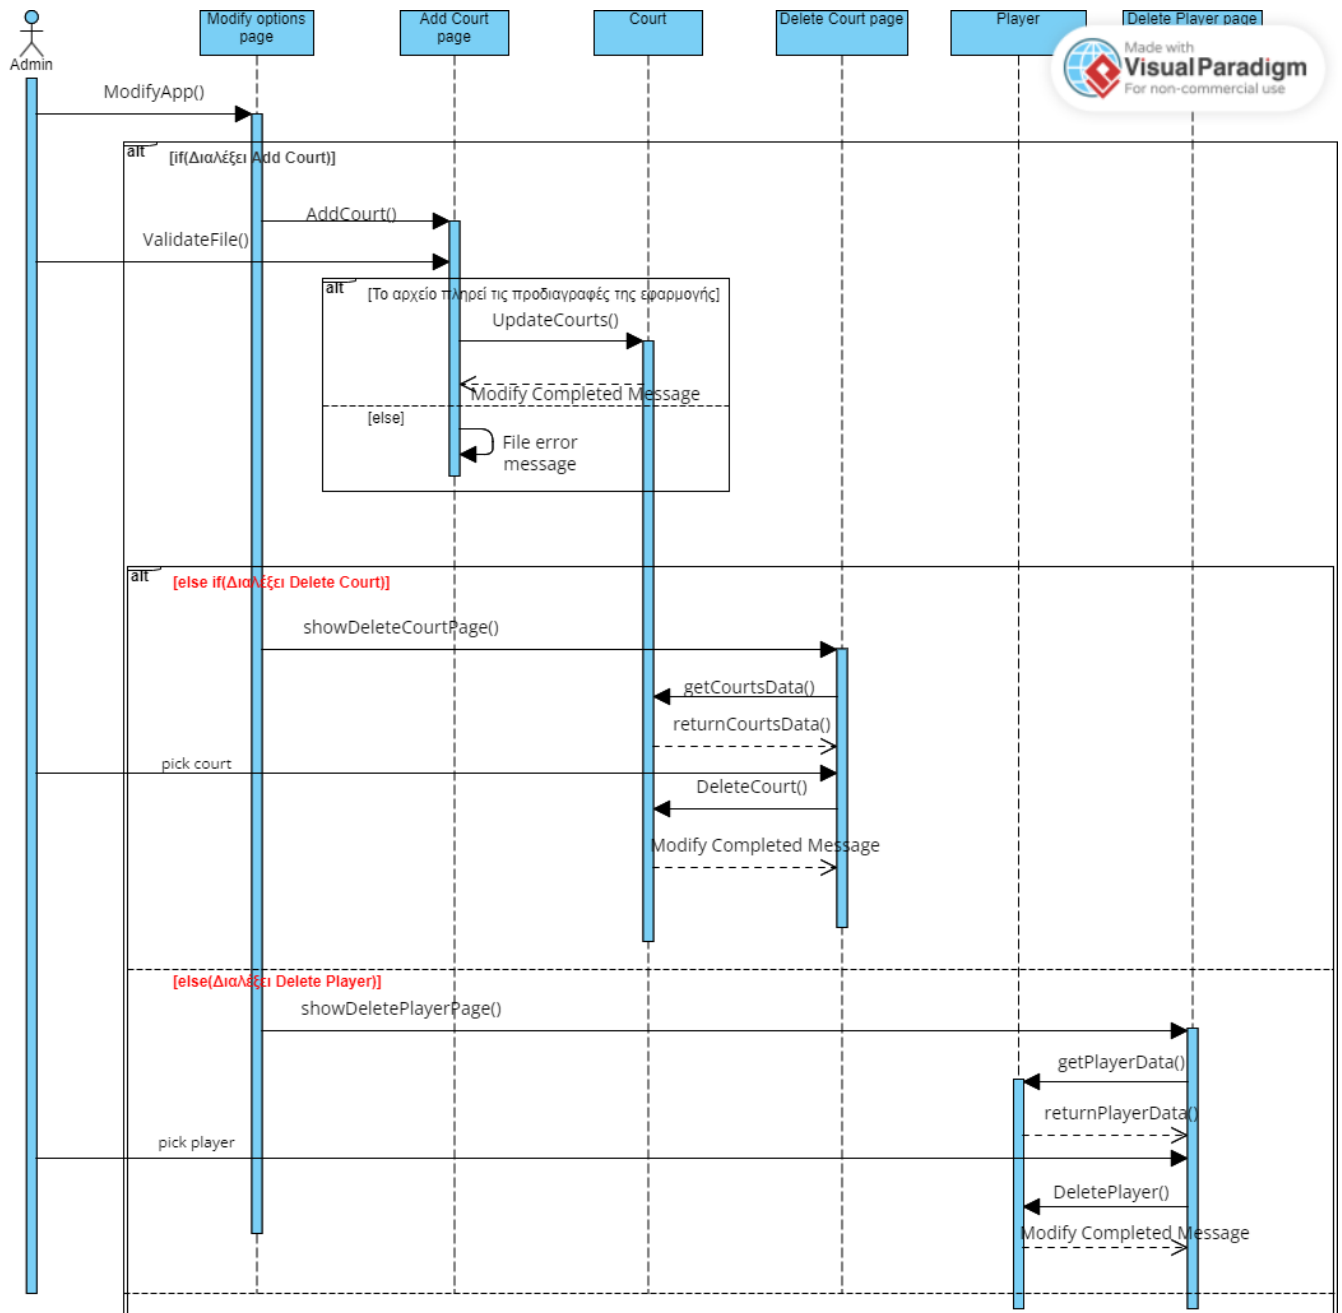 Admin
Modify options
page
Add Court
page
Court
Delete Court page
Player
Delete Player page
Made with
Visual Paradigm
For non-commercial use
ModifyApp()
alt
[if(Διαλέξει Add Court)]
AddCourt()
ValidateFile()
alt
[Το αρχείο πληρεί τις προδιαγραφές της εφαρμογής]
UpdateCourts()
Modify Completed Message
[else]
File error
message
alt
[else if(Διαλέξει Delete Court)]
showDeleteCourtPage()
getCourtsData()
returnCourtsData()
pick court
DeleteCourt()
Modify Completed Message
[else(Διαλέξει Delete Player)]
showDeletePlayerPage()
getPlayerData()
returnPlayerData()
pick player
DeletePlayer()
Modify Completed Message